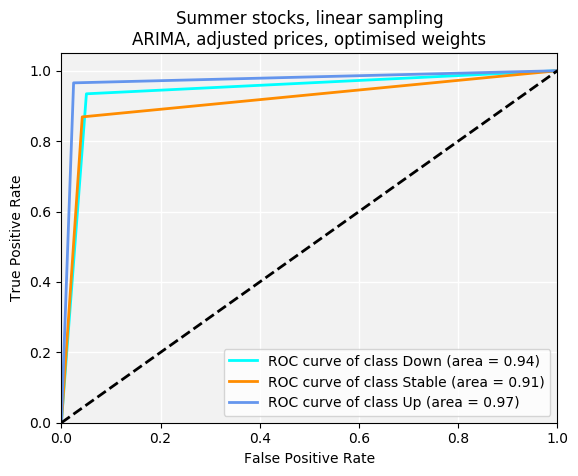 Summer stocks, linear sampling
ARIMA, adjusted prices, optimised weights
True Positive Rate
1.0
0.8
0.6
0.4
0.2
0.0
0.0 0.2 0.4 0.6 0.8 1.0
False Positive Rate
ROC curve of class Down (area = 0.94)
ROC curve of class Stable (area = 0.91)
ROC curve of class Up (area = 0.97)